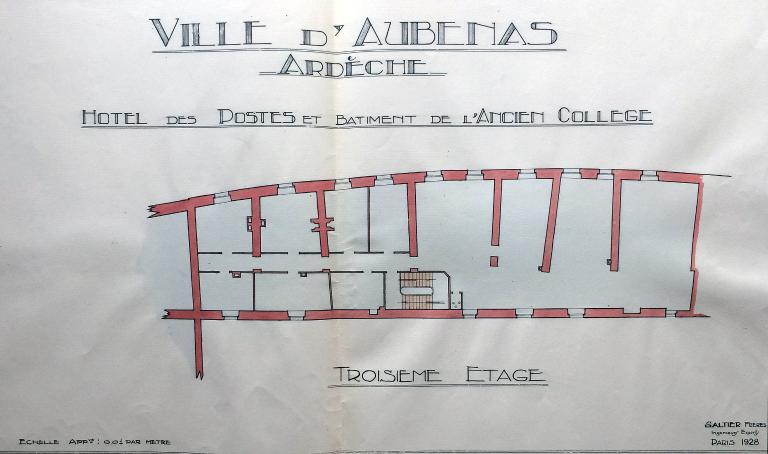 VILLE D'AUBENAS
ARDÈCHE
HOTEL DES POSTES ET BATIMENT DE L'ANCIEN COLLEGE
TROISIEME ETAGE
ECHELLE APPve : 0,01 PAR METRE
GALTIER FRERES
PARIS 1928